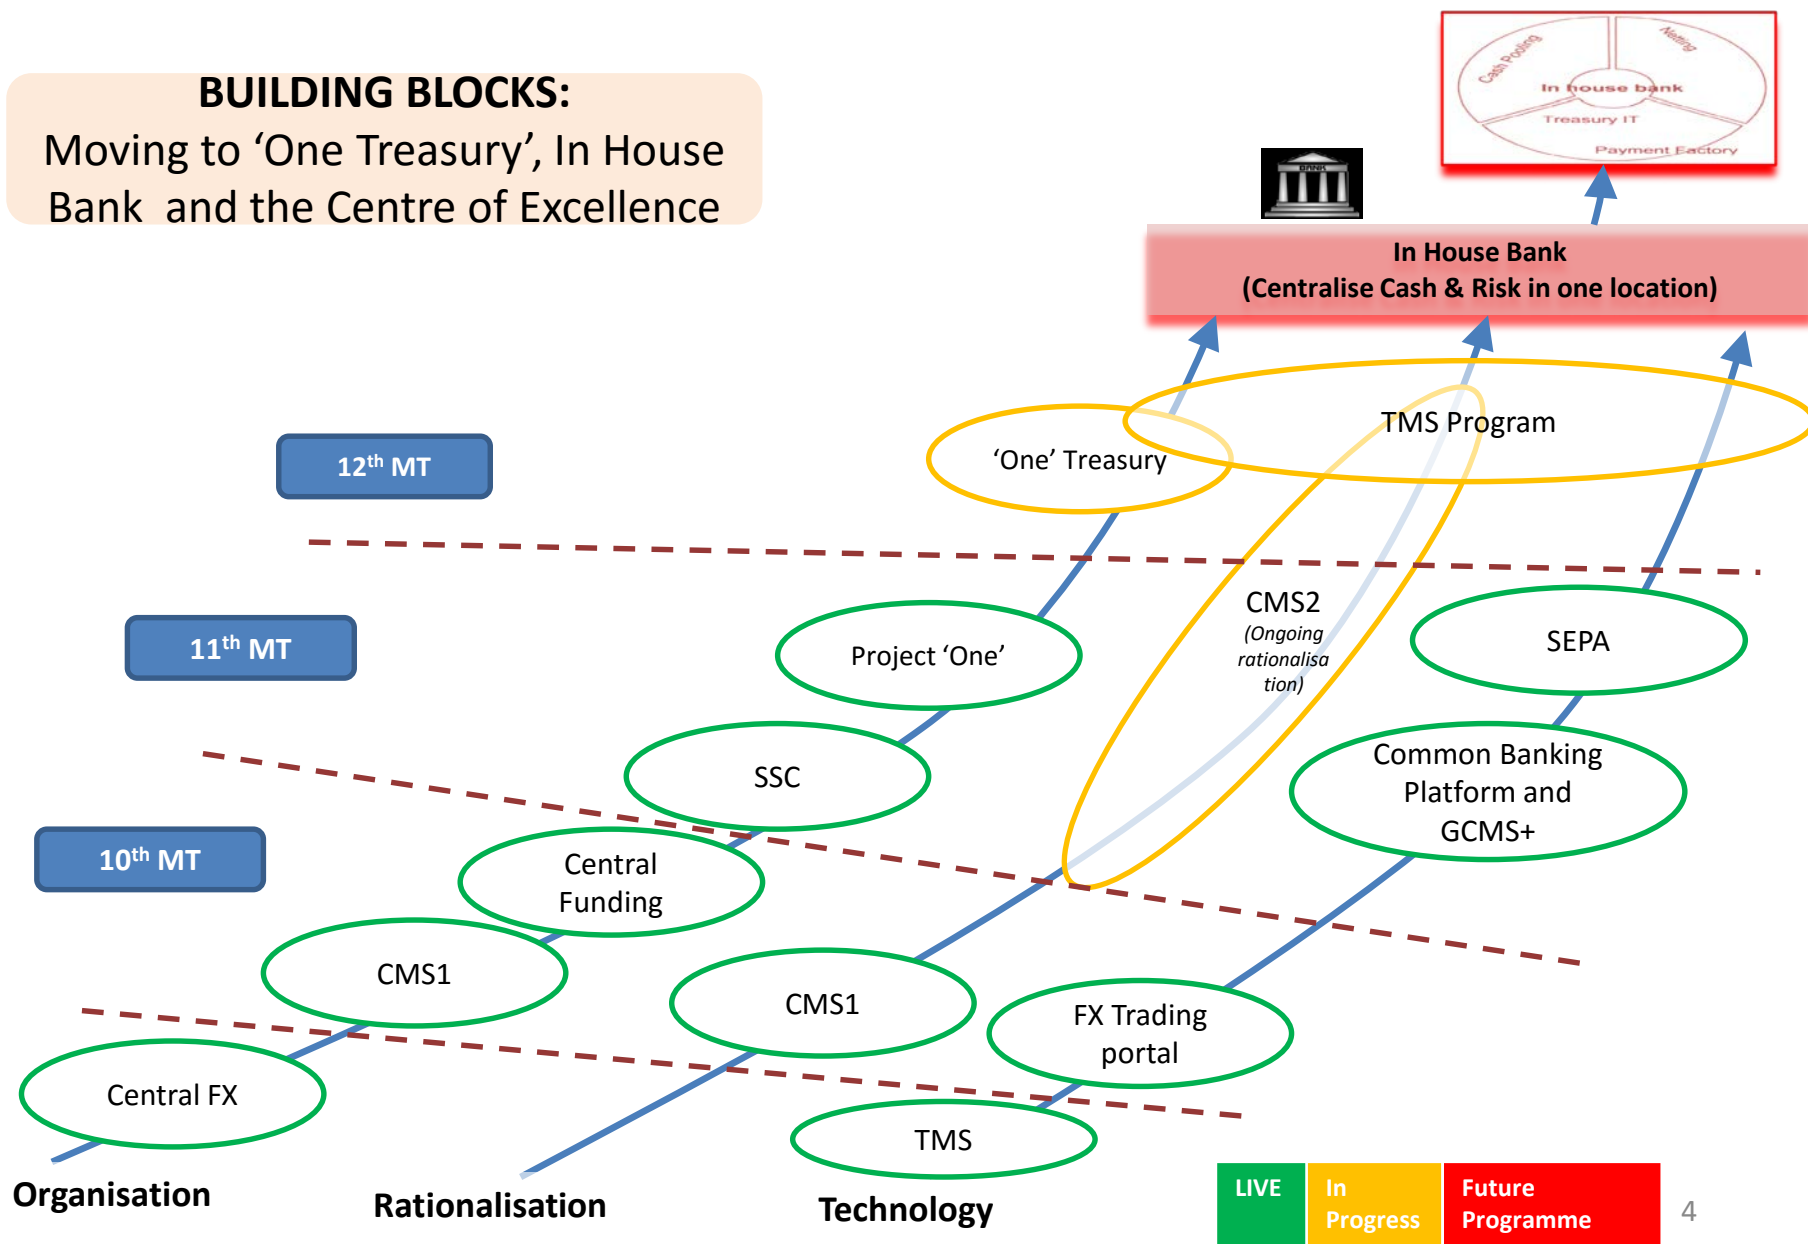 BUILDING BLOCKS:
Moving to ‘One Treasury’, In House
Bank and the Centre of Excellence
Cash Pooling
Netting
In house bank
Treasury IT
Payment Factory
In House Bank
(Centralise Cash & Risk in one location)
TMS Program
‘One’ Treasury
12th MT
CMS2
(Ongoing
rationalisa
tion)
SEPA
11th MT
Project ‘One’
Common Banking
Platform and
GCMS+
SSC
10th MT
Central
Funding
CMS1
CMS1
FX Trading
portal
Central FX
TMS
Organisation
Rationalisation
Technology
LIVE
In
Progress
Future
Programme
4